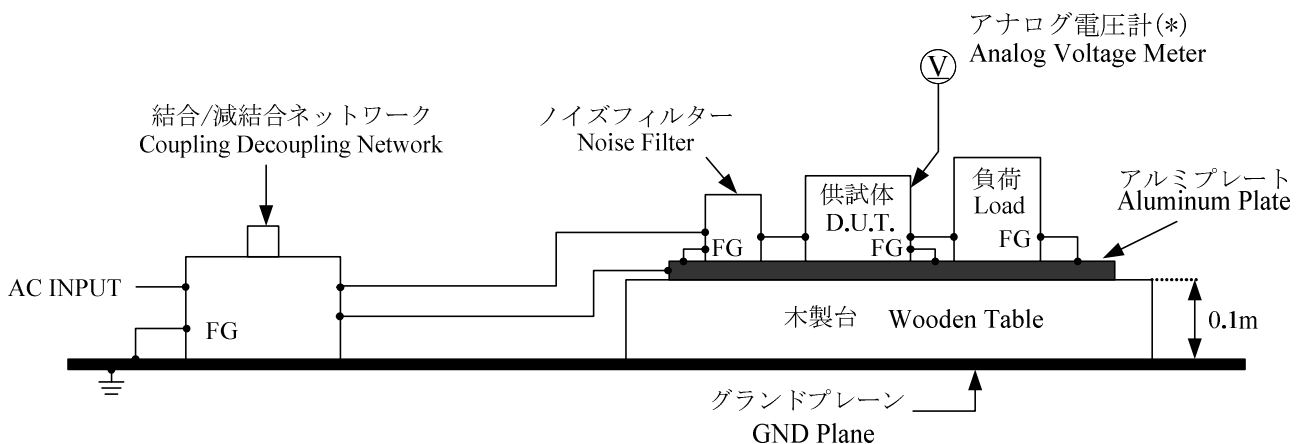 アナログ電圧計(*)
Analog Voltage Meter
V
結合/減結合ネットワーク
Coupling Decoupling Network
ノイズフィルター
Noise Filter
供試体
D.U.T.
FG
負荷
Load
FG
アルミプレート
Aluminum Plate
FG
AC INPUT
FG
木製台 Wooden Table
0.1m
グランドプレーン
GND Plane